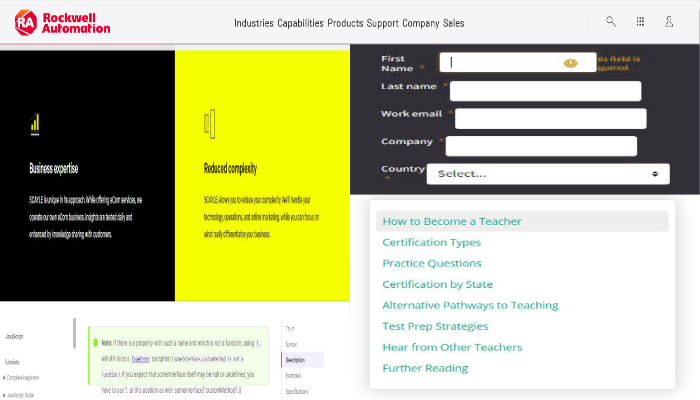 Rockwell
Automation
Industries Capabilities Products Support Company Sales
Business expertise
SCAYLE is unique in its approach. While offering eCom services, we
operate our own eCom business. Insights are tested daily and
enhanced by knowledge sharing with customers.
Reduced complexity
SCAYLE allows you to reduce your complexity. We'll handle your
technology, operations, and online marketing, while you can focus on
what really differentiates your business.
First
Name *
Last name *
Work email *
Company *
Country
*
Select...
How to Become a Teacher
Certification Types
Practice Questions
Certification by State
Alternative Pathways to Teaching
Test Prep Strategies
Hear from Other Teachers
Further Reading
JavaScript
Tutorials:
Complete beginners
JavaScript Guide
Note: If there is a property with such a name and which is not a function, using ?.
will still raise a TypeError exception (someInterface.customMethod is not a
function). If you expect that someInterface itself may be null or undefined, you
have to use ?. at this position as well: someInterface?.customMethod?.()
Try it
Syntax
Description
Examples
Specifications